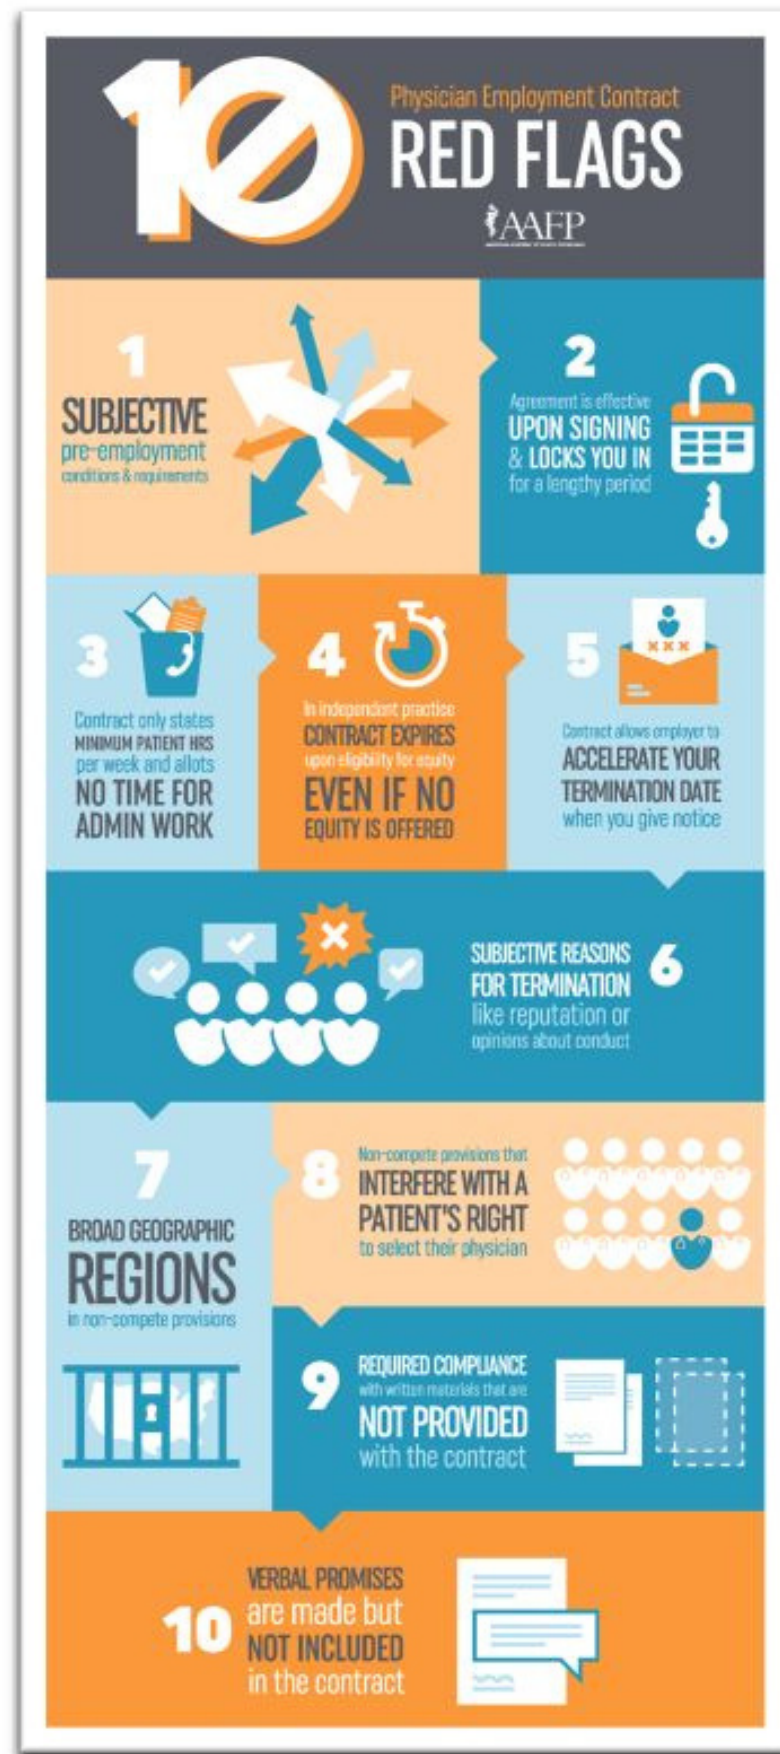 10
Physician Employment Contract
RED FLAGS
AAFP
1
SUBJECTIVE
pre-employment
conditions & requirements
2
Agreement is effective
UPON SIGNING
& LOCKS YOU IN
for a lengthy period
3
Contract only states
MINIMUM PATIENT HRS
per week and allots
NO TIME FOR
ADMIN WORK
4
In independent practice
CONTRACT EXPIRES
upon eligibility for equity
EVEN IF NO
EQUITY IS OFFERED
5
Contract allows employer to
ACCELERATE YOUR
TERMINATION DATE
when you give notice
SUBJECTIVE REASONS
FOR TERMINATION
like reputation or
opinions about conduct
6
7
BROAD GEOGRAPHIC
REGIONS
in non-compete provisions
8
Non-compete provisions that
INTERFERE WITH A
PATIENT'S RIGHT
to select their physician
9
REQUIRED COMPLIANCE
with written materials that are
NOT PROVIDED
with the contract
10
VERBAL PROMISES
are made but
NOT INCLUDED
in the contract